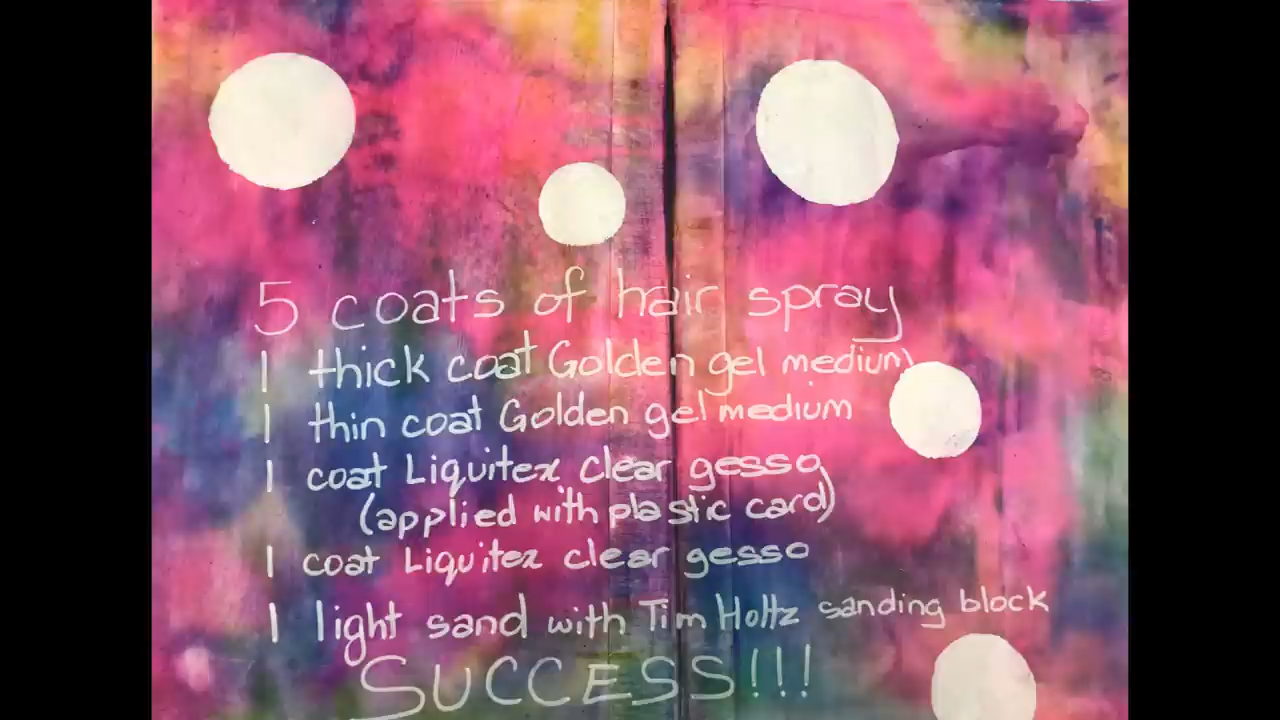 5 coats of hair spray
1 thick coat Golden gel medium
1 thin coat Golden gel medium
1 coat Liquitex clear gesso
(applied with plastic card)
1 coat Liquitex clear gesso
1 light sand with Tim Holtz sanding block
SUCCESS!!!